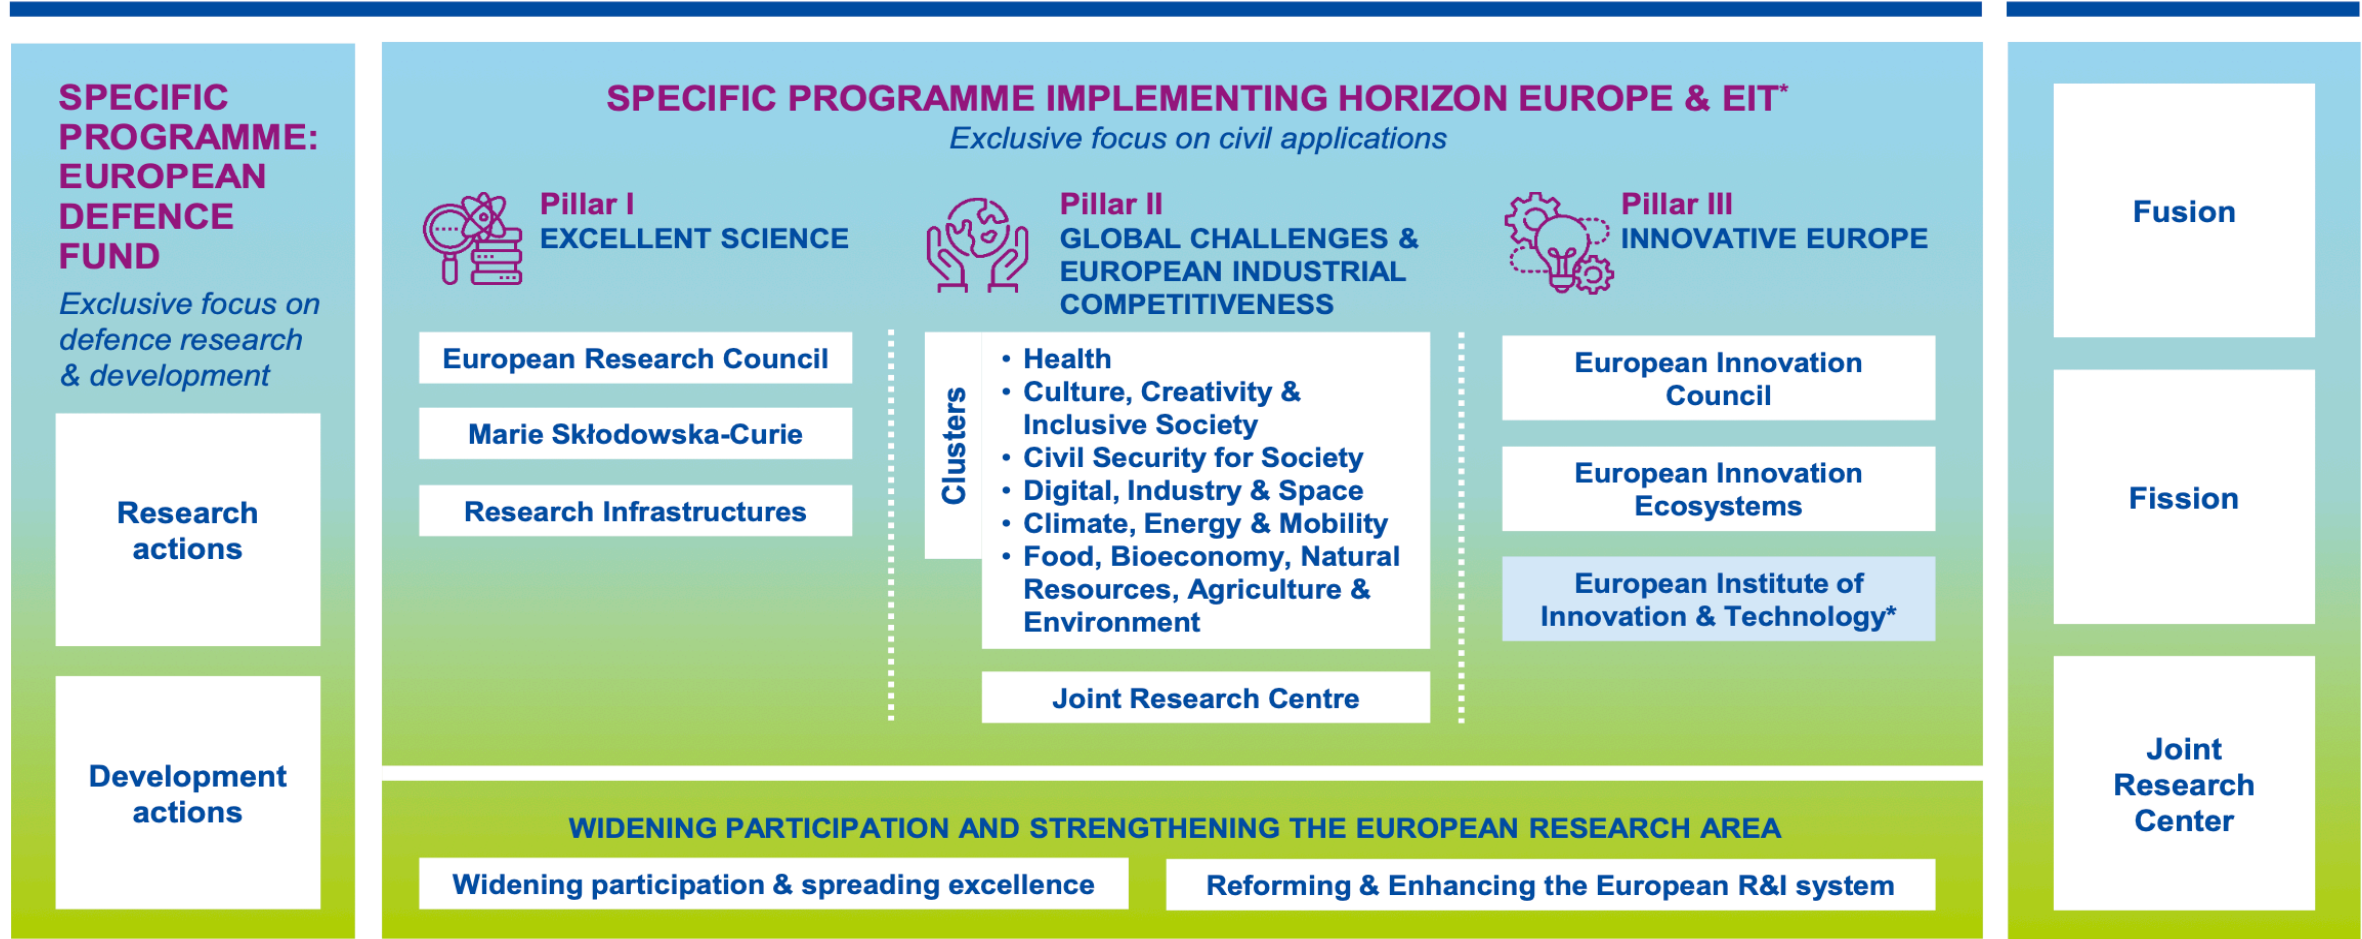 SPECIFIC
PROGRAMME:
EUROPEAN
DEFENCE
FUND
Exclusive focus on
defence research
& development
Research
actions
Development
actions
SPECIFIC PROGRAMME IMPLEMENTING HORIZON EUROPE & EIT*
Exclusive focus on civil applications
Pillar I
EXCELLENT SCIENCE
European Research Council
Marie Skłodowska-Curie
Research Infrastructures
Pillar II
GLOBAL CHALLENGES &
EUROPEAN INDUSTRIAL
COMPETITIVENESS
Clusters
• Health
• Culture, Creativity &
Inclusive Society
• Civil Security for Society
• Digital, Industry & Space
• Climate, Energy & Mobility
• Food, Bioeconomy, Natural
Resources, Agriculture &
Environment
Joint Research Centre
Pillar III
INNOVATIVE EUROPE
European Innovation
Council
European Innovation
Ecosystems
European Institute of
Innovation & Technology*
WIDENING PARTICIPATION AND STRENGTHENING THE EUROPEAN RESEARCH AREA
Widening participation & spreading excellence
Reforming & Enhancing the European R&I system
Fusion
Fission
Joint
Research
Center